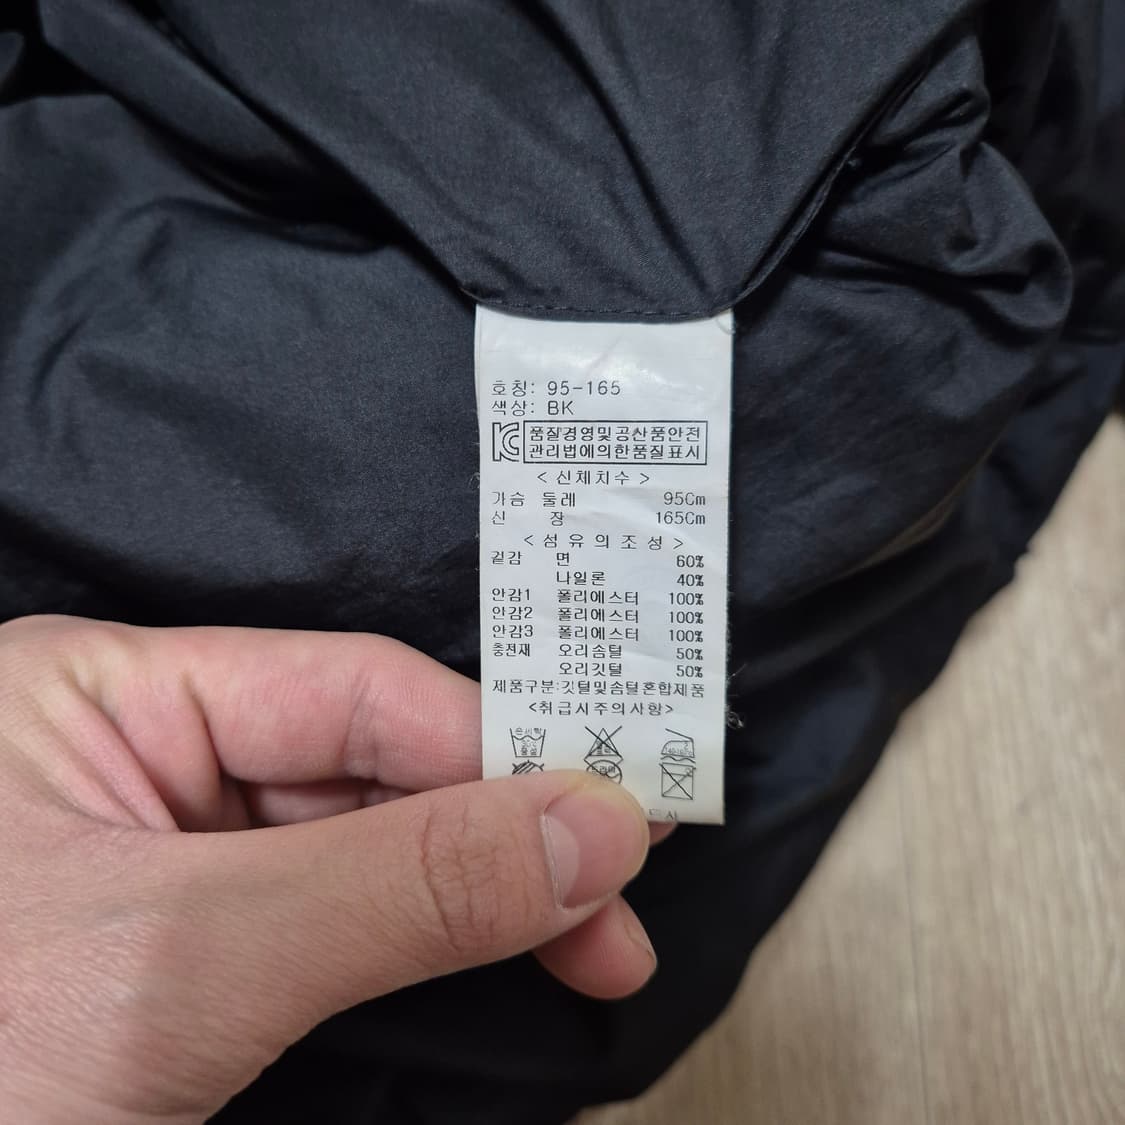 호칭: 95-165
색상: BK
KC 품질경영및공산품안전
관리법에의한품질표시
<신체치수>
가슴 둘레 95Cm
신 장 165Cm
<섬유의조성>
겉감 면 60%
나일론 40%
안감1 폴리에스터 100%
안감2 폴리에스터 100%
안감3 폴리에스터 100%
충전재 오리솜털 50%
오리깃털 50%
제품구분:깃털및솜털혼합제품
<취급시주의사항>